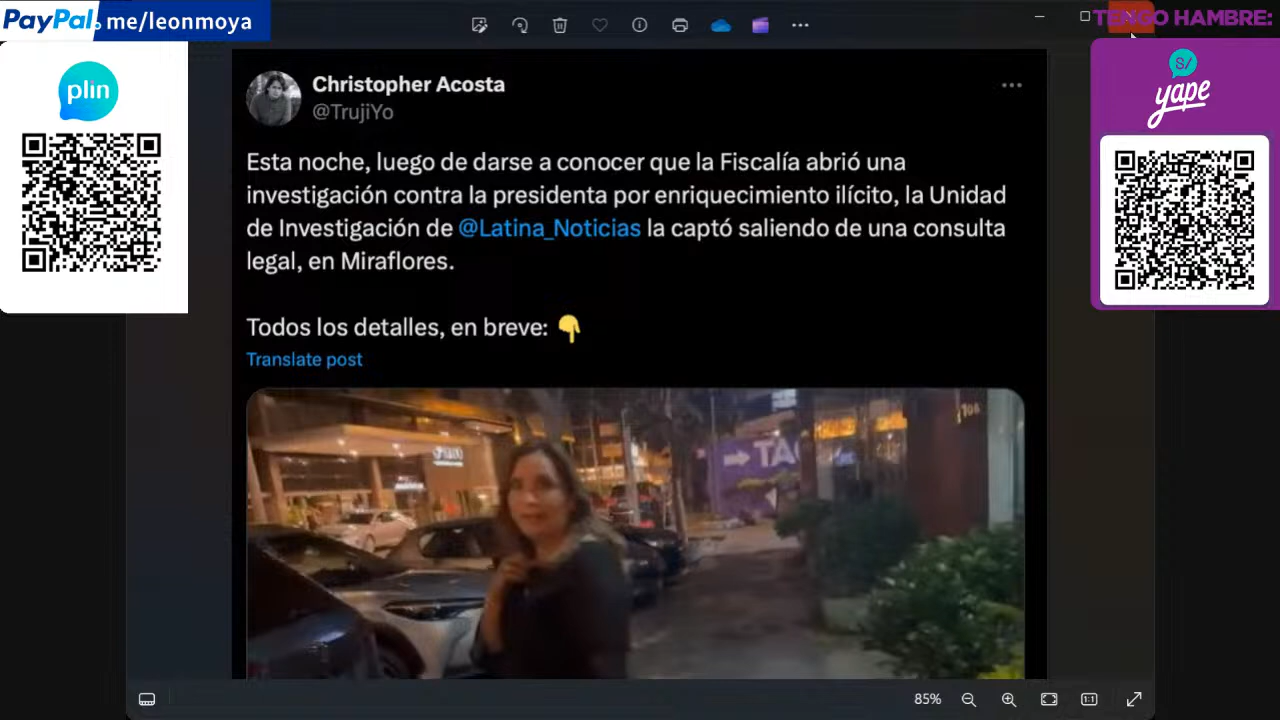 PayPal.me/leonmoya
TENGO HAMBRE:
plin
S/
yape
Christopher Acosta
@TrujiYo
Esta noche, luego de darse a conocer que la Fiscalía abrió una
investigación contra la presidenta por enriquecimiento ilícito, la Unidad
de Investigación de @Latina_Noticias la captó saliendo de una consulta
legal, en Miraflores.
Todos los detalles, en breve: 👇
Translate post
85%
1:1